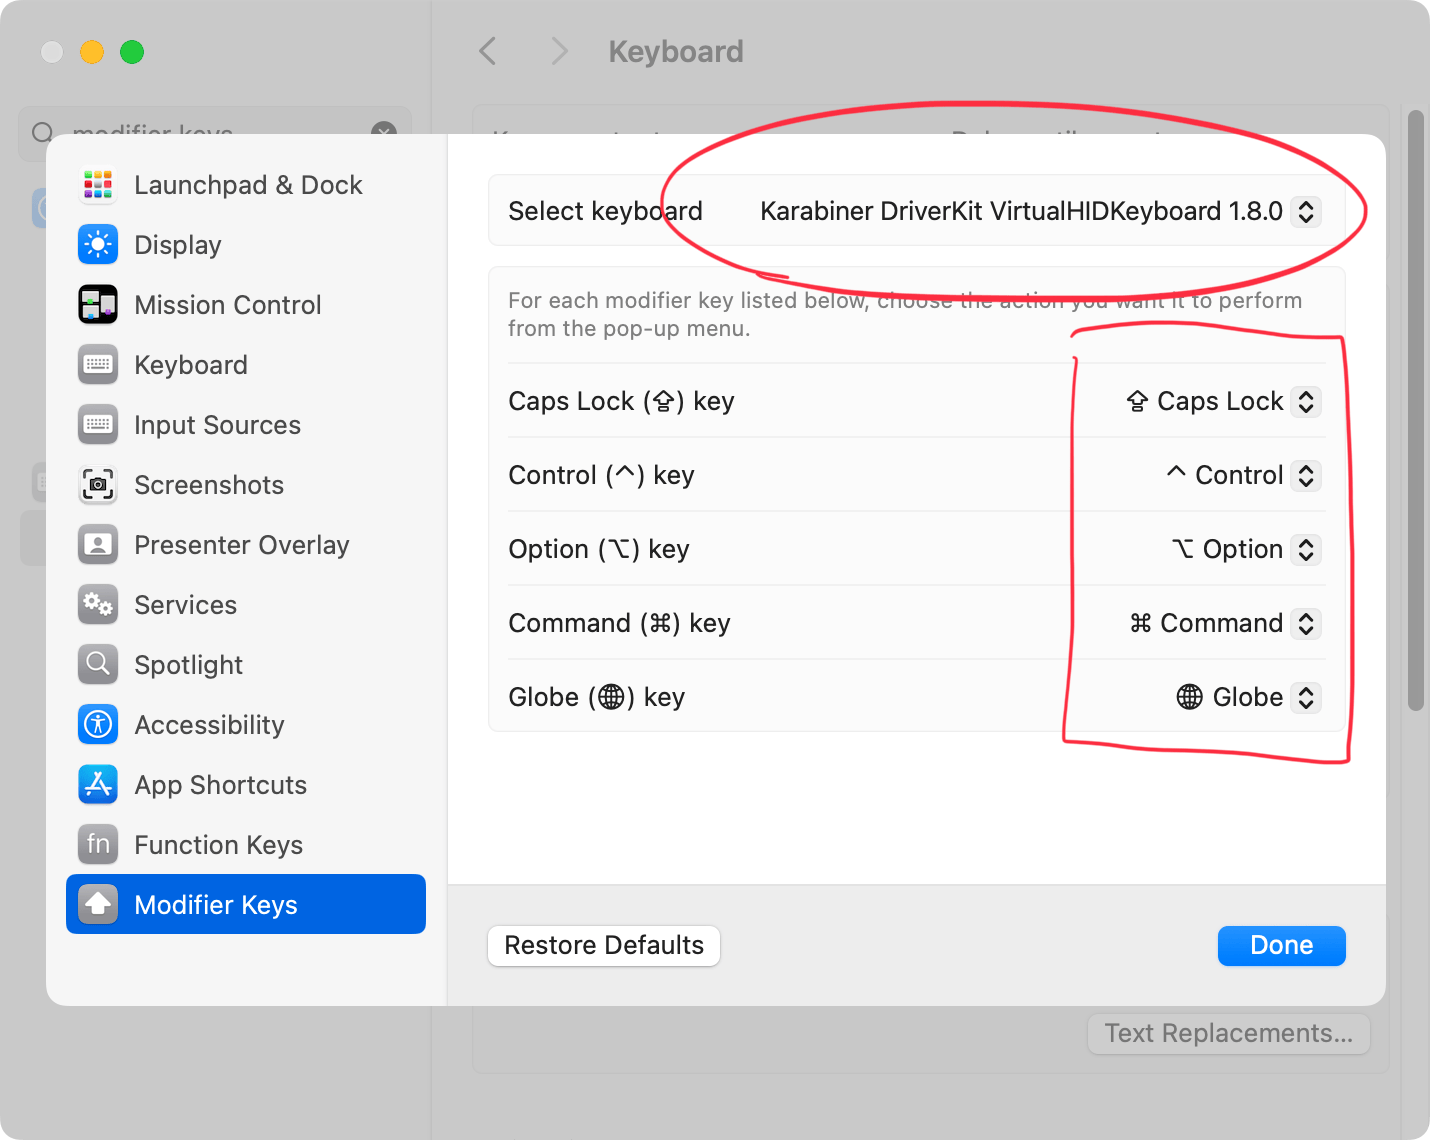 Keyboard
modifier keys
Launchpad & Dock
Display
Mission Control
Keyboard
Input Sources
Screenshots
Presenter Overlay
Services
Spotlight
Accessibility
App Shortcuts
fn Function Keys
Modifier Keys
Select keyboard Karabiner DriverKit VirtualHIDKeyboard 1.8.0
For each modifier key listed below, choose the action you want it to perform
from the pop-up menu.
Caps Lock (⇪) key ⇪ Caps Lock
Control (^) key ^ Control
Option (⌥) key ⌥ Option
Command (⌘) key ⌘ Command
Globe (🌐) key 🌐 Globe
Restore Defaults Done
Text Replacements...